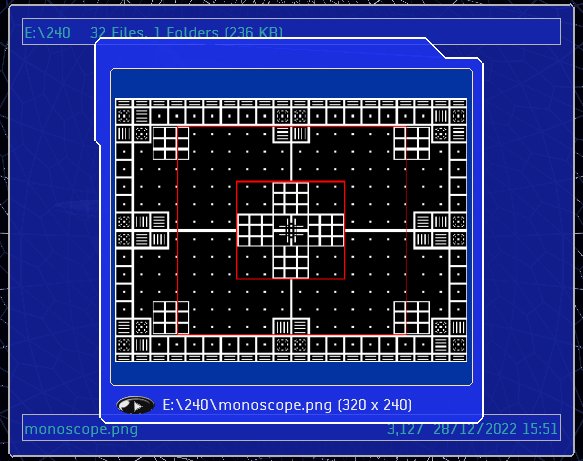 E:\240 32 Files, 1 Folders (236 KB)
E:\240\monoscope.png (320 x 240)
monoscope.png 3,127 28/12/2022 15:51